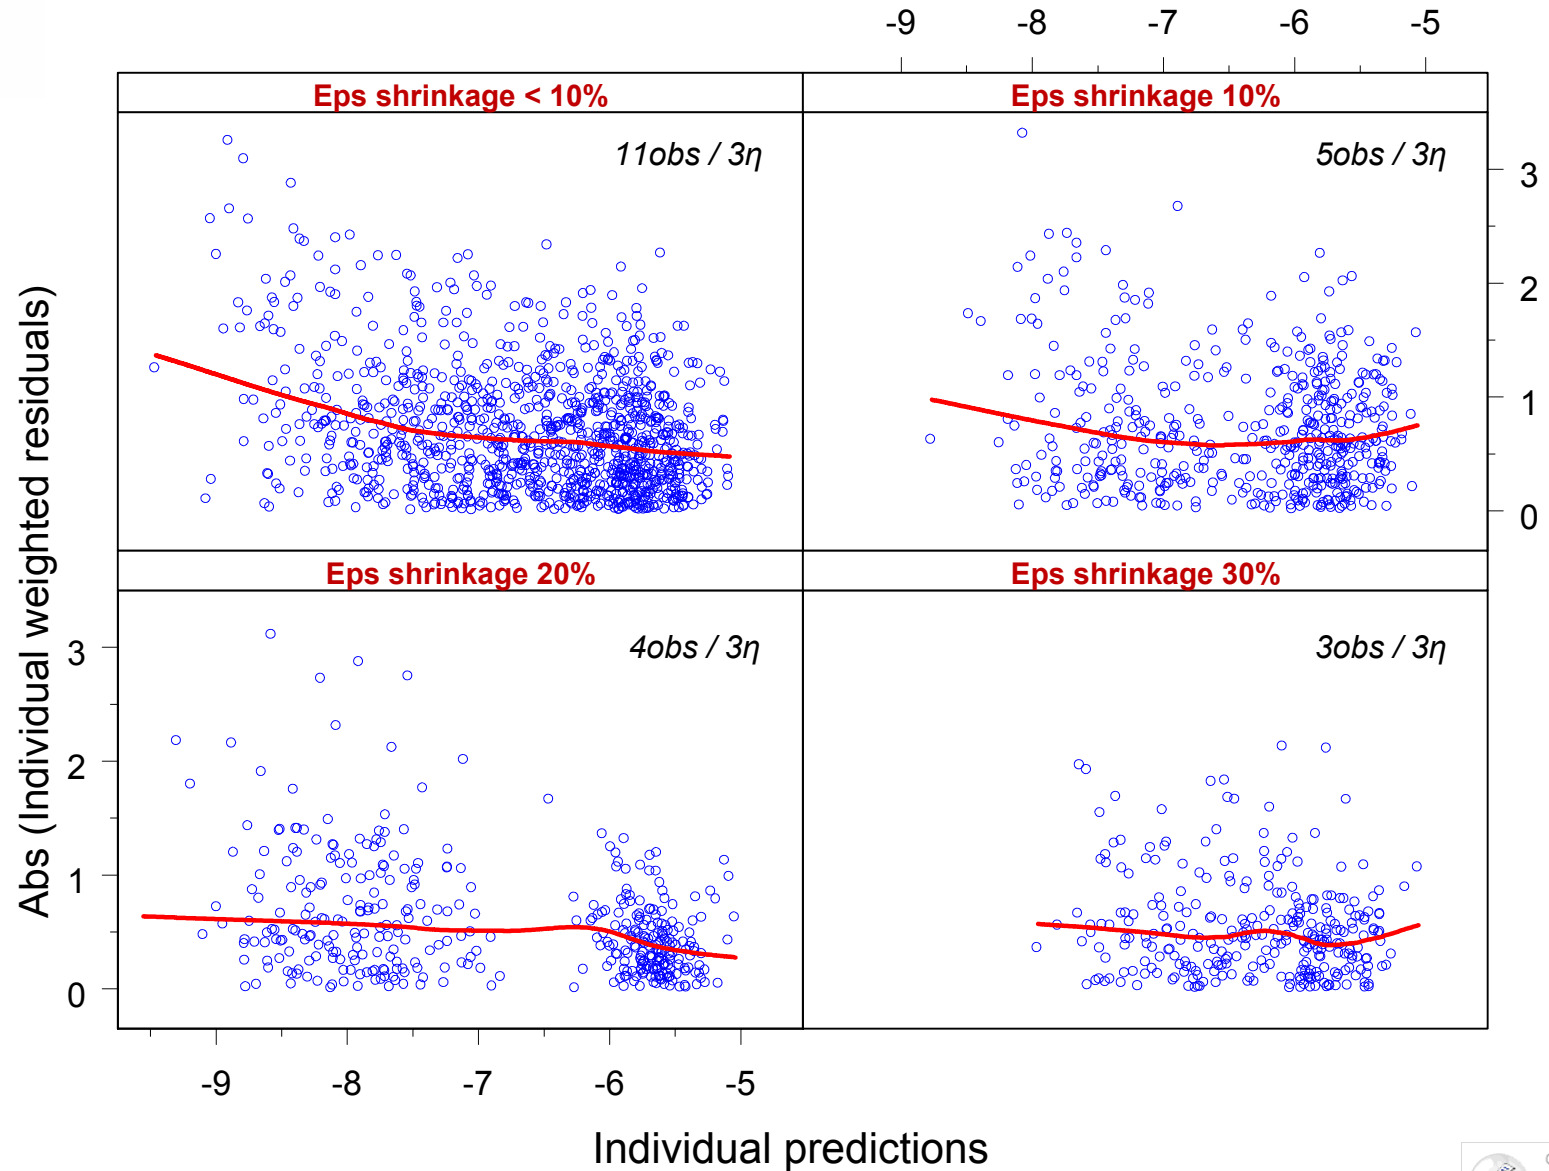 -9 -8 -7 -6 -5
Eps shrinkage < 10% Eps shrinkage 10%
11obs / 3η 5obs / 3η
3
2
1
0
Eps shrinkage 20% Eps shrinkage 30%
4obs / 3η 3obs / 3η
3
2
1
0
-9 -8 -7 -6 -5
Abs (Individual weighted residuals)
Individual predictions